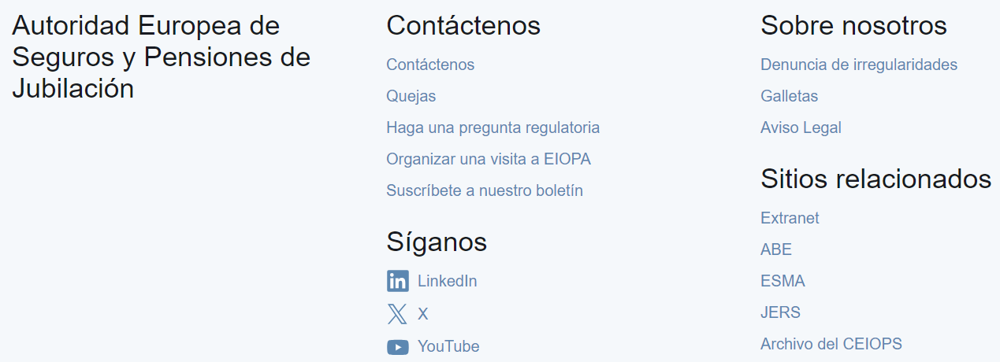 Autoridad Europea de
Seguros y Pensiones de
Jubilación
Contáctenos
Contáctenos
Quejas
Haga una pregunta regulatoria
Organizar una visita a EIOPA
Suscríbete a nuestro boletín
Síganos
LinkedIn
X
YouTube
Sobre nosotros
Denuncia de irregularidades
Galletas
Aviso Legal
Sitios relacionados
Extranet
ABE
ESMA
JERS
Archivo del CEIOPS